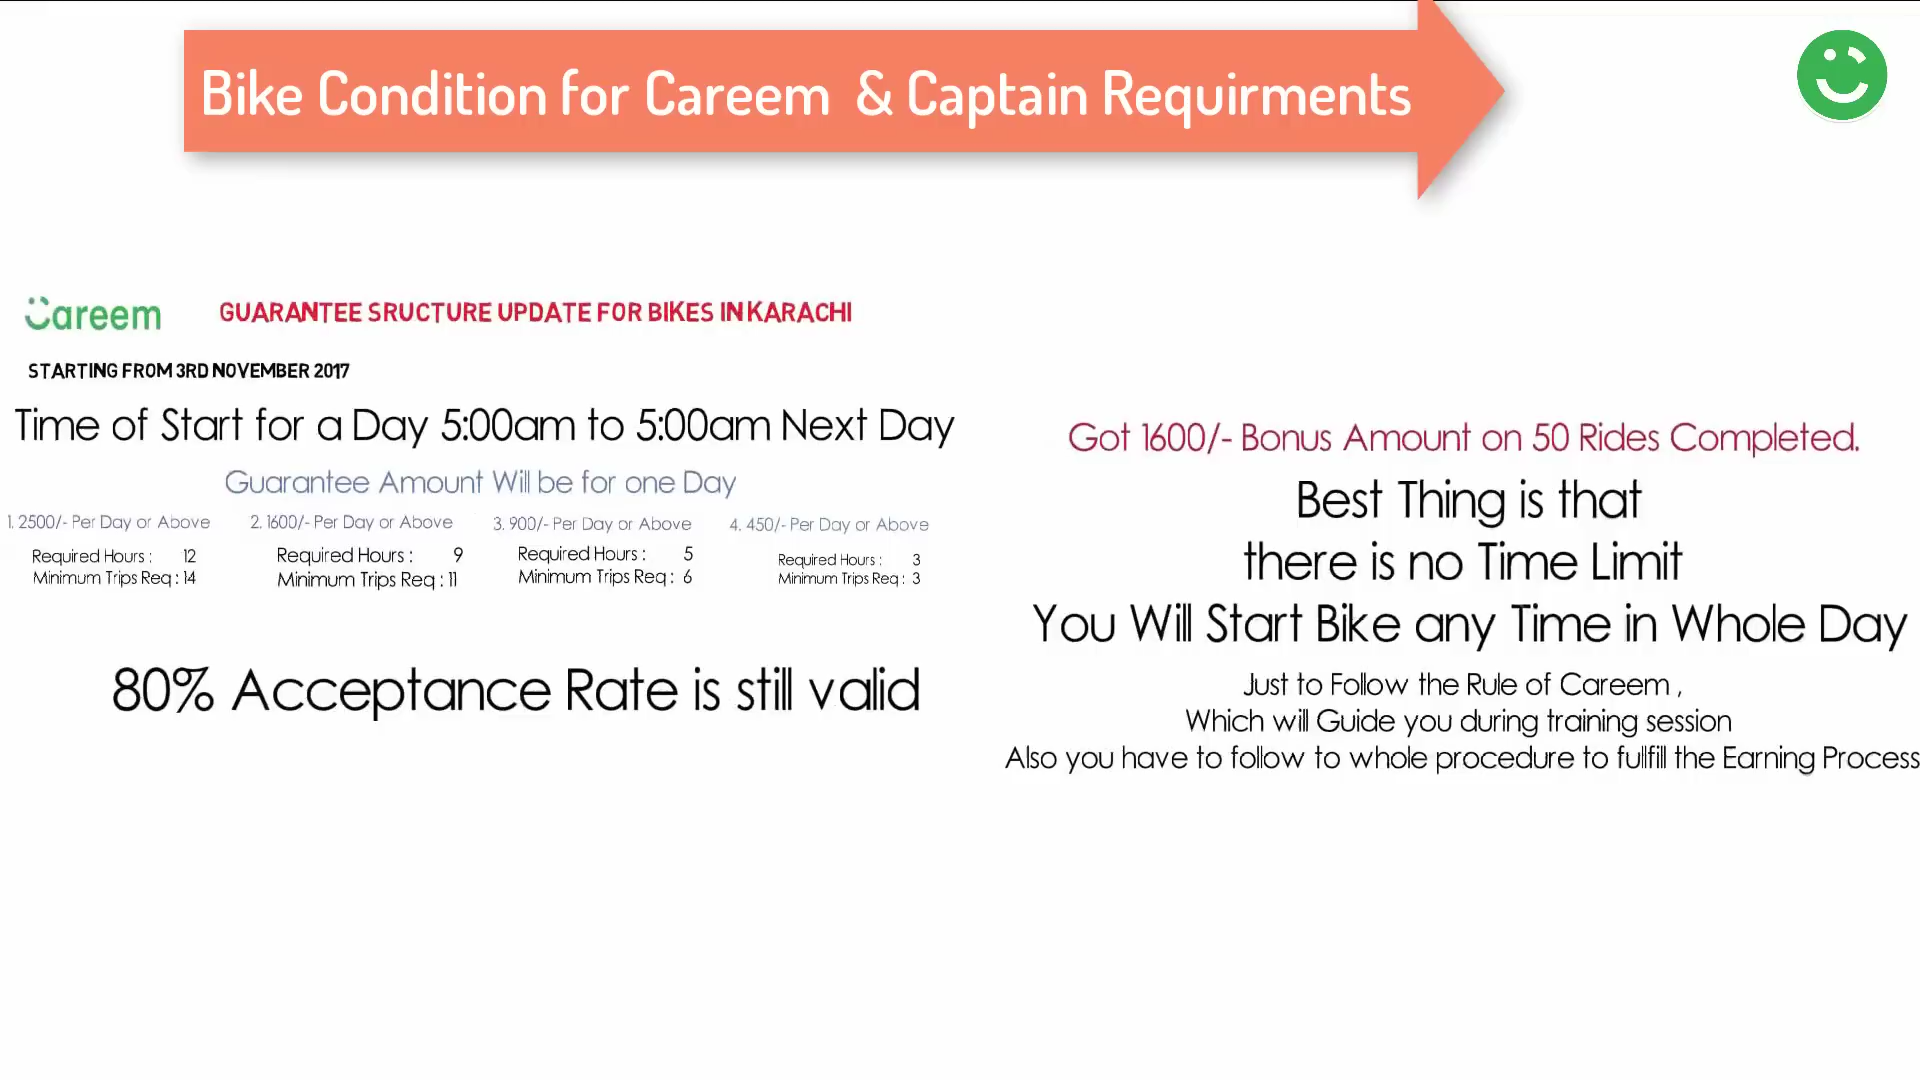 Bike Condition for Careem & Captain Requirments
Careem
GUARANTEE SRUCTURE UPDATE FOR BIKES IN KARACHI
STARTING FROM 3RD NOVEMBER 2017
Time of Start for a Day 5:00am to 5:00am Next Day
Guarantee Amount Will be for one Day
1. 2500/- Per Day or Above
Required Hours : 12
Minimum Trips Req : 14
2. 1600/- Per Day or Above
Required Hours : 9
Minimum Trips Req : 11
3. 900/- Per Day or Above
Required Hours : 5
Minimum Trips Req : 6
4. 450/- Per Day or Above
Required Hours : 3
Minimum Trips Req : 3
80% Acceptance Rate is still valid
Got 1600/- Bonus Amount on 50 Rides Completed.
Best Thing is that
there is no Time Limit
You Will Start Bike any Time in Whole Day
Just to Follow the Rule of Careem ,
Which will Guide you during training session
Also you have to follow to whole procedure to fullfill the Earning Process